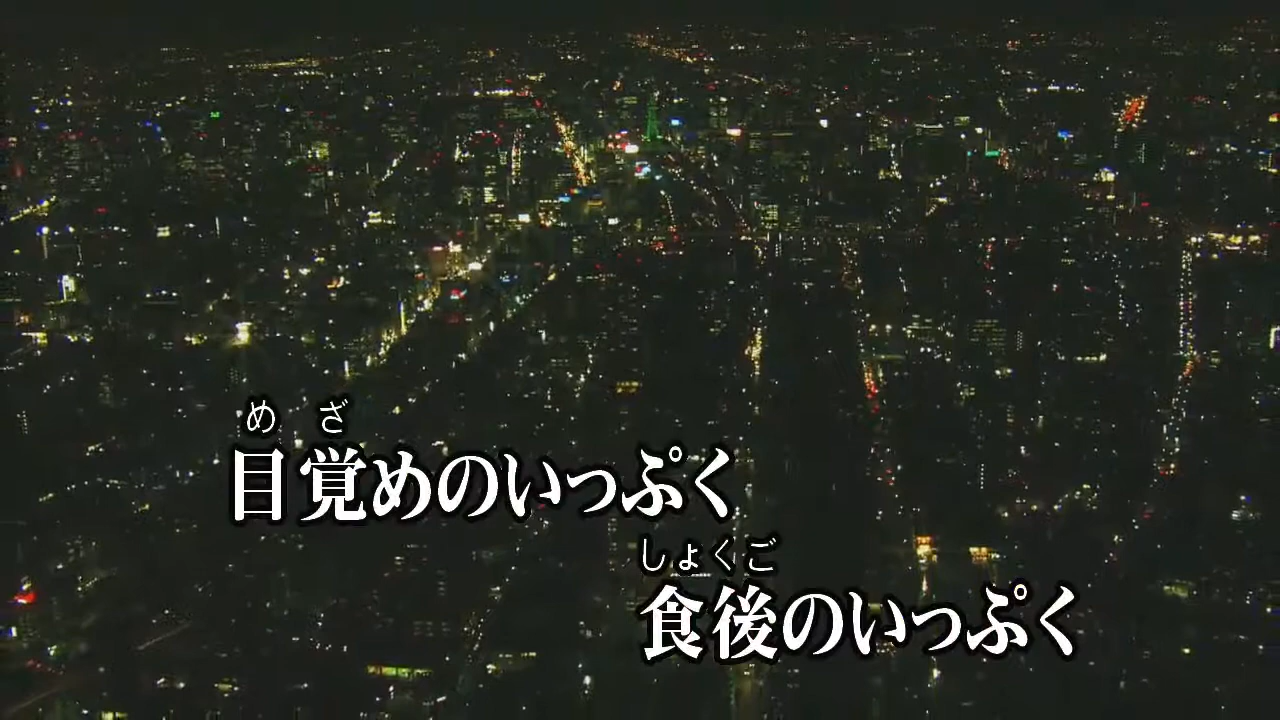 めざ
目覚めのいっぷく
しょくご
食後のいっぷく